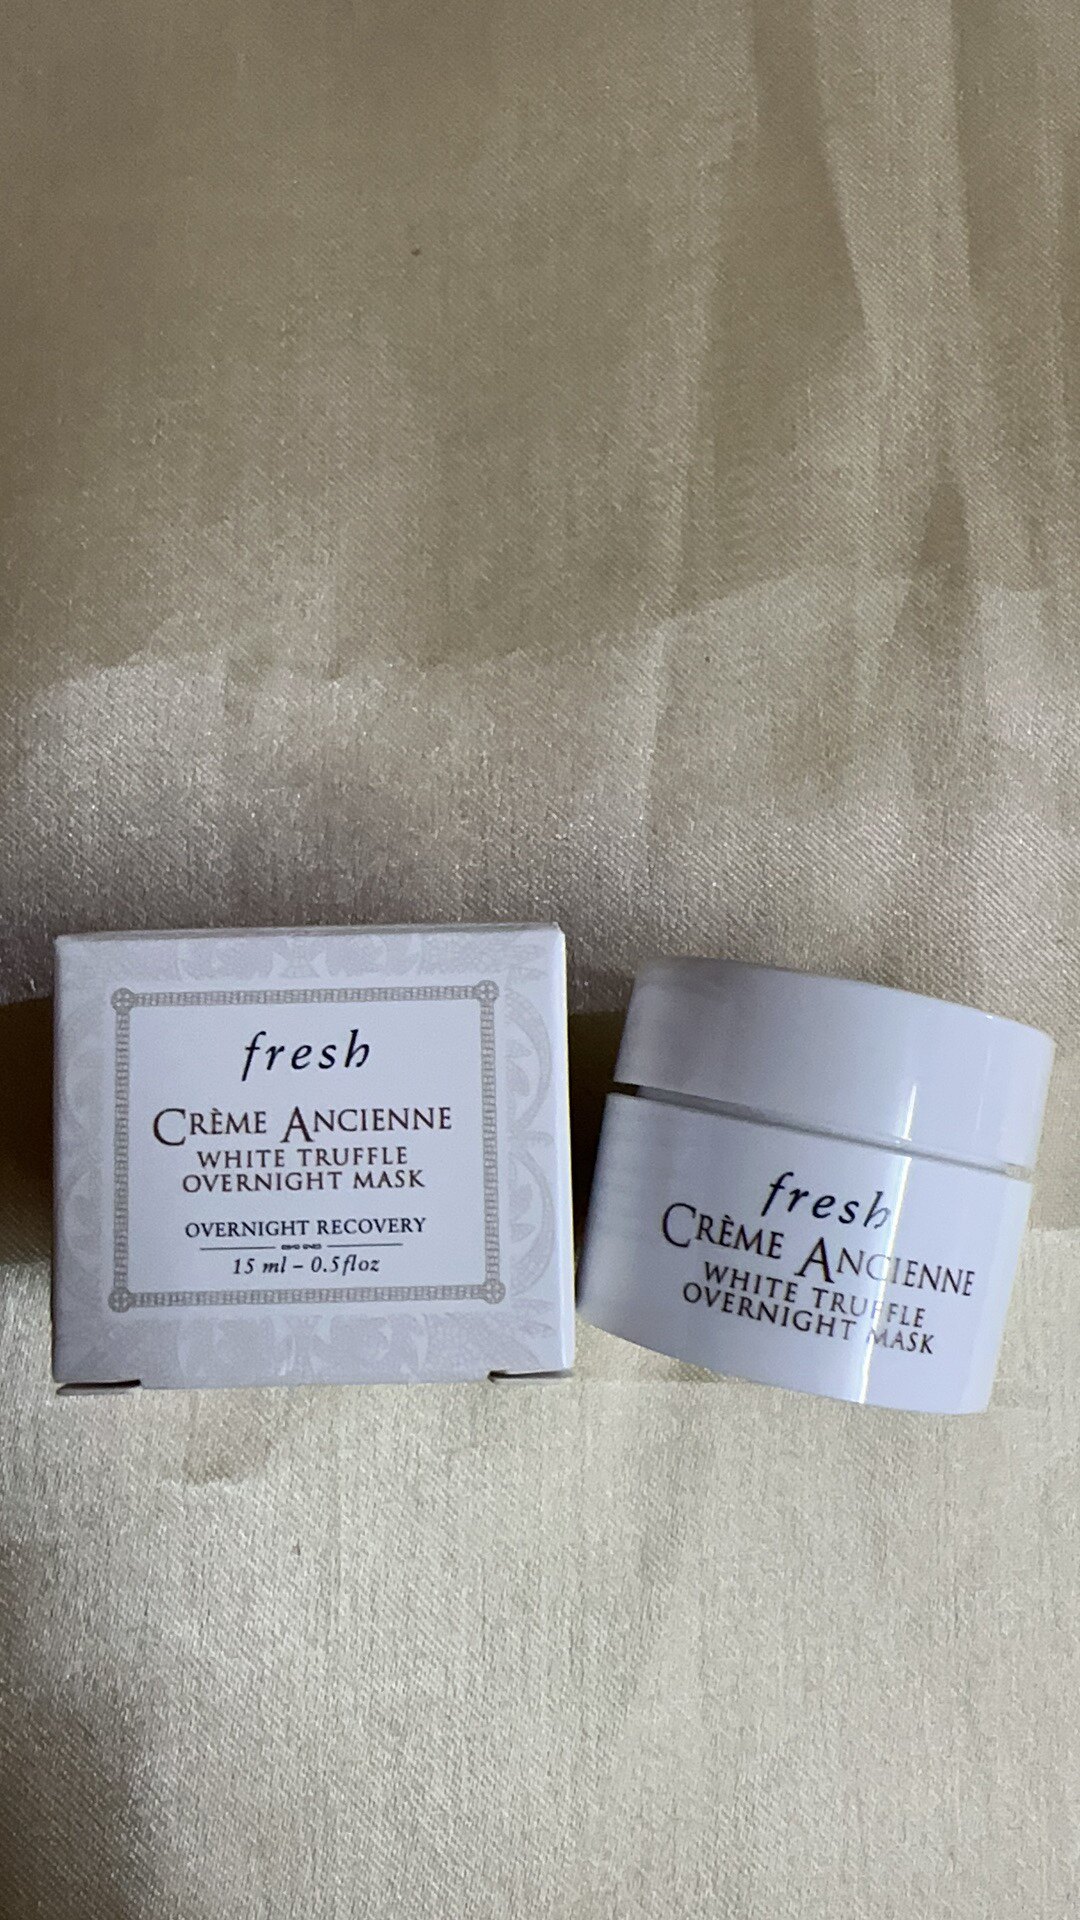 fresh
CRÈME ANCIENNE
WHITE TRUFFLE
OVERNIGHT MASK
OVERNIGHT RECOVERY
15 ml – 0.5floz
fresh
CRÈME ANCIENNE
WHITE TRUFFLE
OVERNIGHT MASK